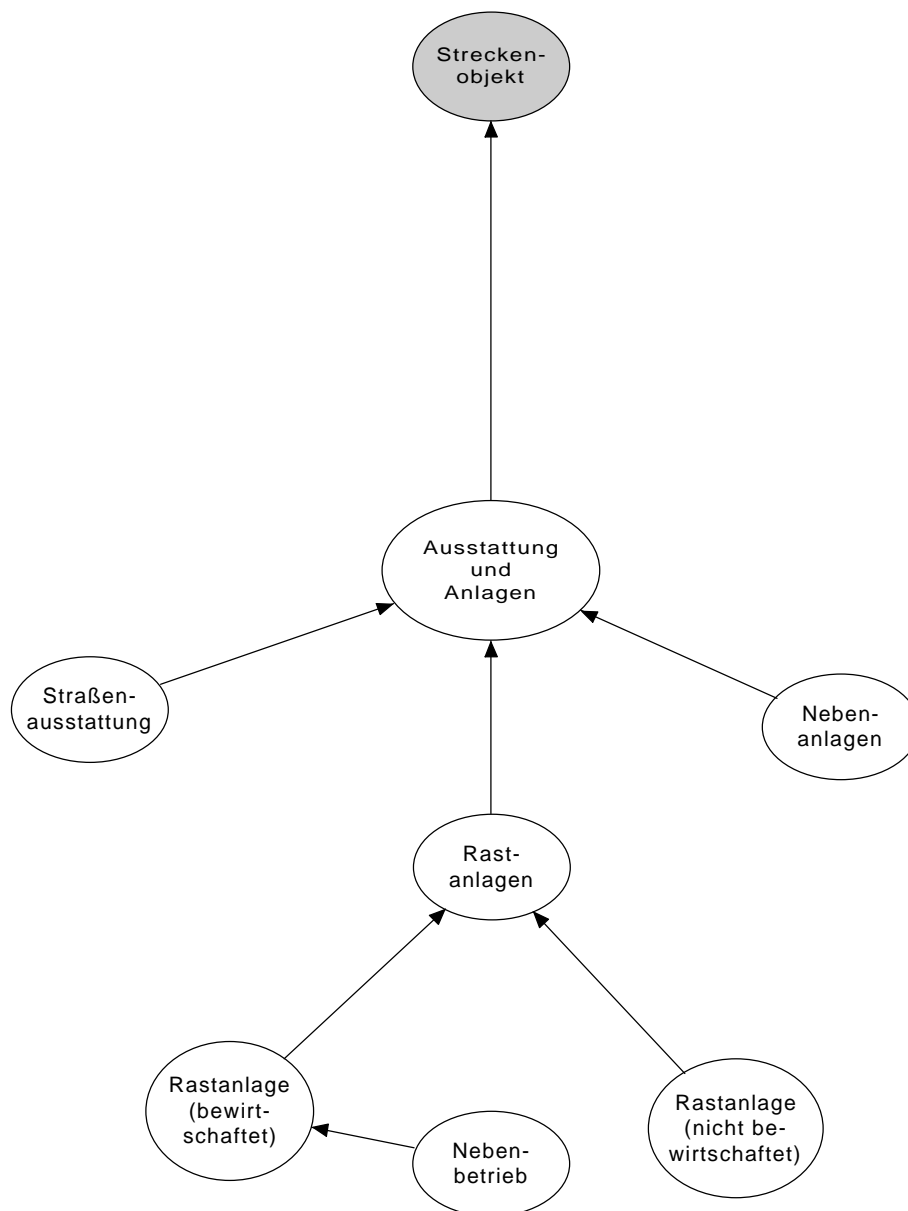 Strecken-
objekt
Ausstattung
und
Anlagen
Straßen-
ausstattung
Neben-
anlagen
Rast-
anlagen
Rastanlage
(bewirt-
schaftet)
Neben-
betrieb
Rastanlage
(nicht be-
wirtschaftet)